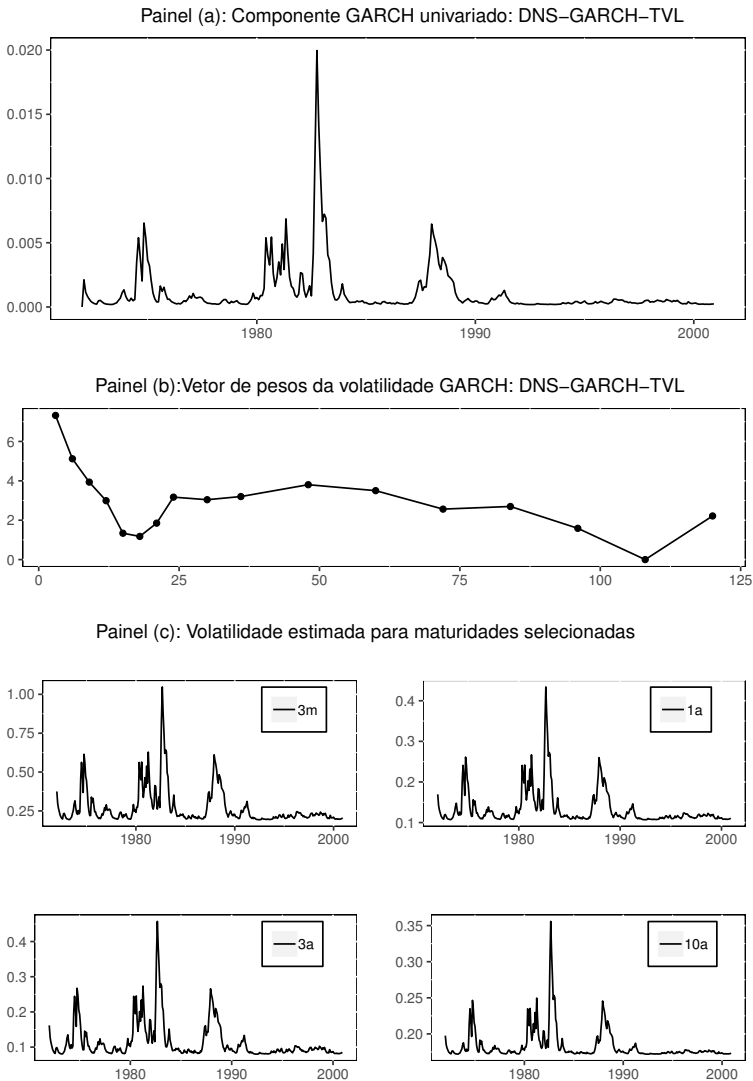 Painel (a): Componente GARCH univariado: DNS−GARCH−TVL
0.020
0.015
0.010
0.005
0.000
1980 1990 2000
Painel (b):Vetor de pesos da volatilidade GARCH: DNS−GARCH−TVL
6
4
2
0
0 25 50 75 100 125
Painel (c): Volatilidade estimada para maturidades selecionadas
1.00
0.75
0.50
0.25
3m
1980 1990 2000
0.4
0.3
0.2
0.1
1a
1980 1990 2000
0.4
0.3
0.2
0.1
3a
1980 1990 2000
0.35
0.30
0.25
0.20
10a
1980 1990 2000